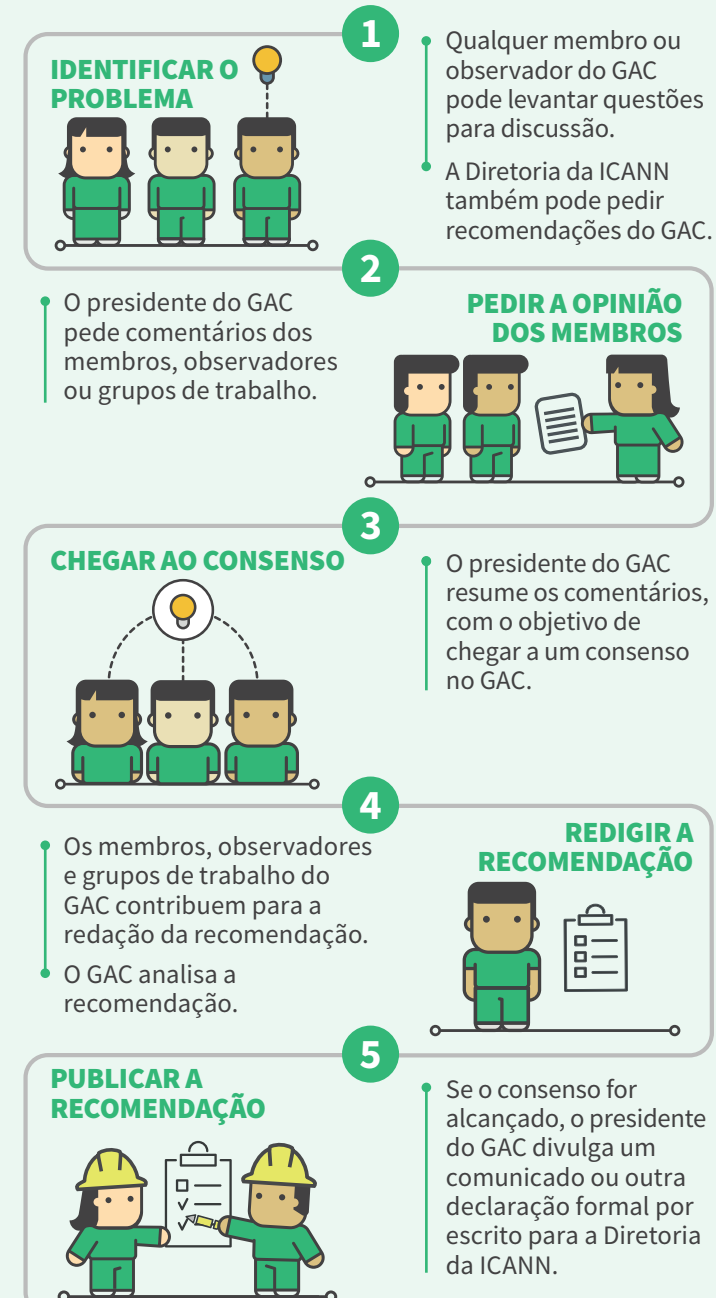 1
IDENTIFICAR O
PROBLEMA
Qualquer membro ou
observador do GAC
pode levantar questões
para discussão.
A Diretoria da ICANN
também pode pedir
recomendações do GAC.
2
PEDIR A OPINIÃO
DOS MEMBROS
O presidente do GAC
pede comentários dos
membros, observadores
ou grupos de trabalho.
3
CHEGAR AO CONSENSO
O presidente do GAC
resume os comentários,
com o objetivo de
chegar a um consenso
no GAC.
4
REDIGIR A
RECOMENDAÇÃO
Os membros, observadores
e grupos de trabalho do
GAC contribuem para a
redação da recomendação.
O GAC analisa a
recomendação.
5
PUBLICAR A
RECOMENDAÇÃO
Se o consenso for
alcançado, o presidente
do GAC divulga um
comunicado ou outra
declaração formal por
escrito para a Diretoria
da ICANN.